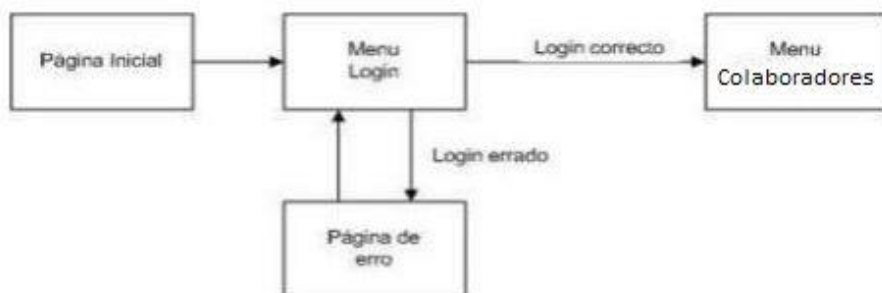 Página Inicial
Menu
Login
Login correcto
Menu
Colaboradores
Login errado
Página de
erro